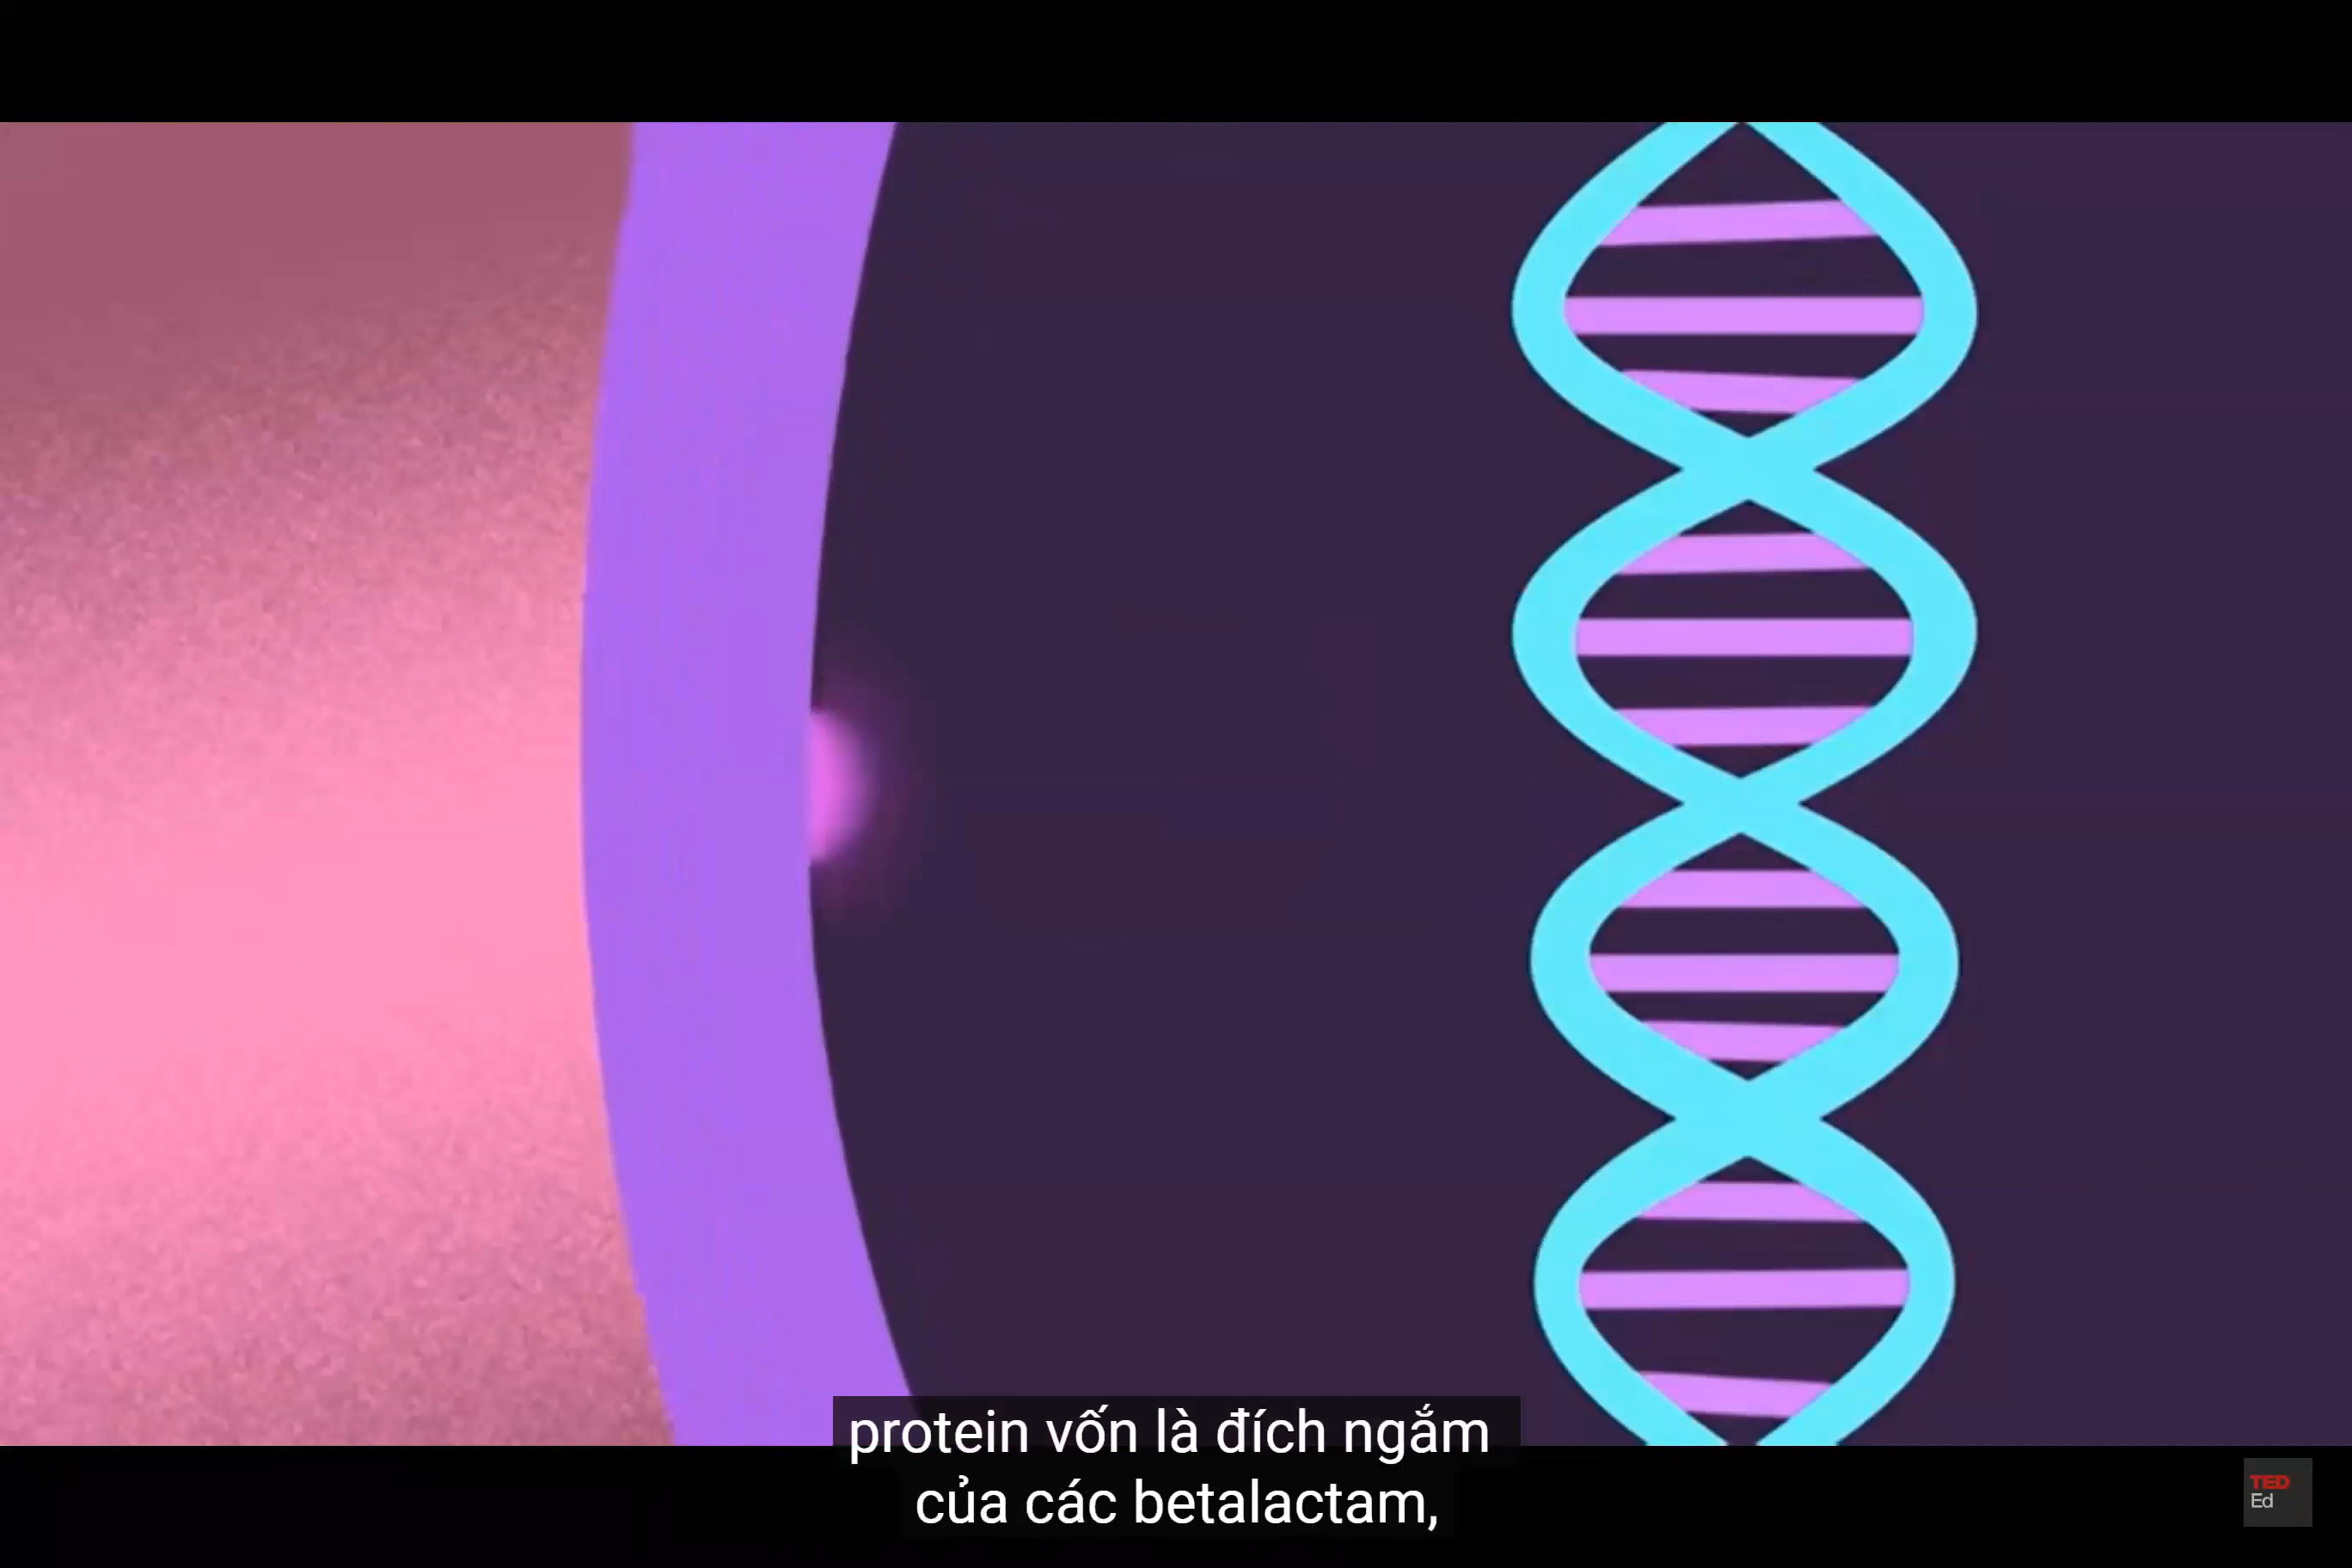 protein vốn là đích ngắm
của các betalactam,
TED
Ed